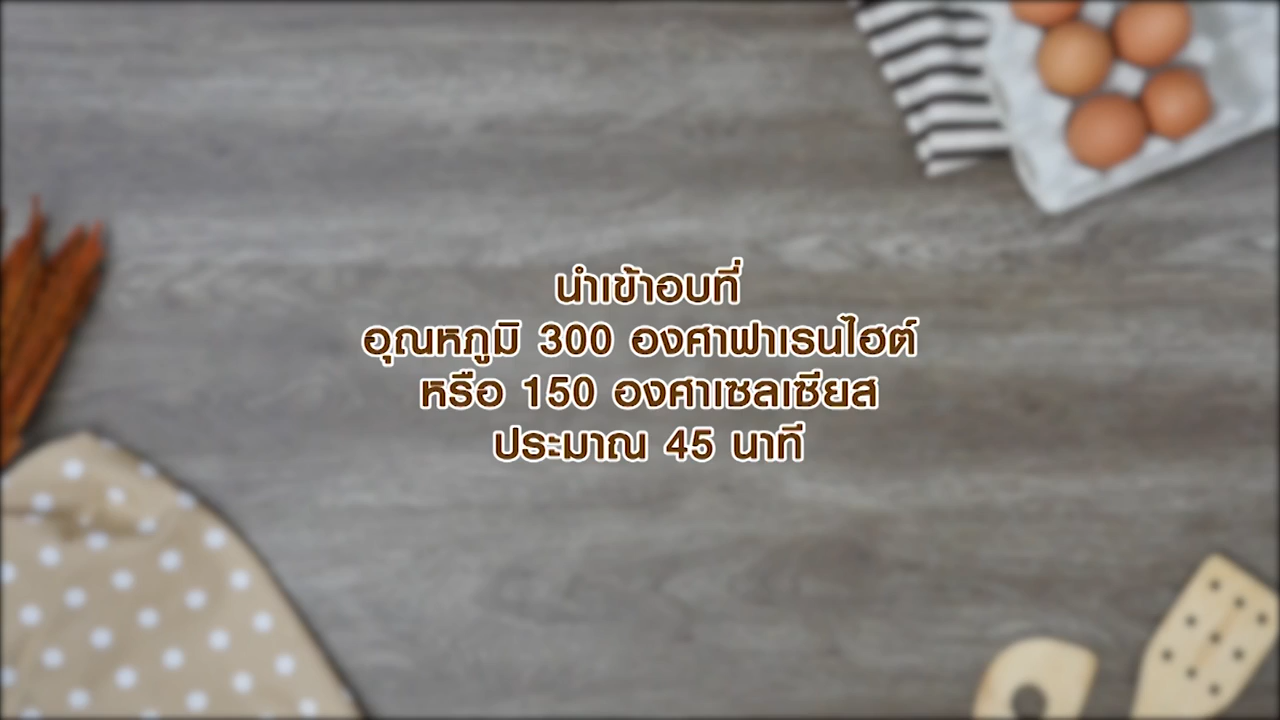 นำเข้าอบที่
อุณหภูมิ 300 องศาฟาเรนไฮต์
หรือ 150 องศาเซลเซียส
ประมาณ 45 นาที